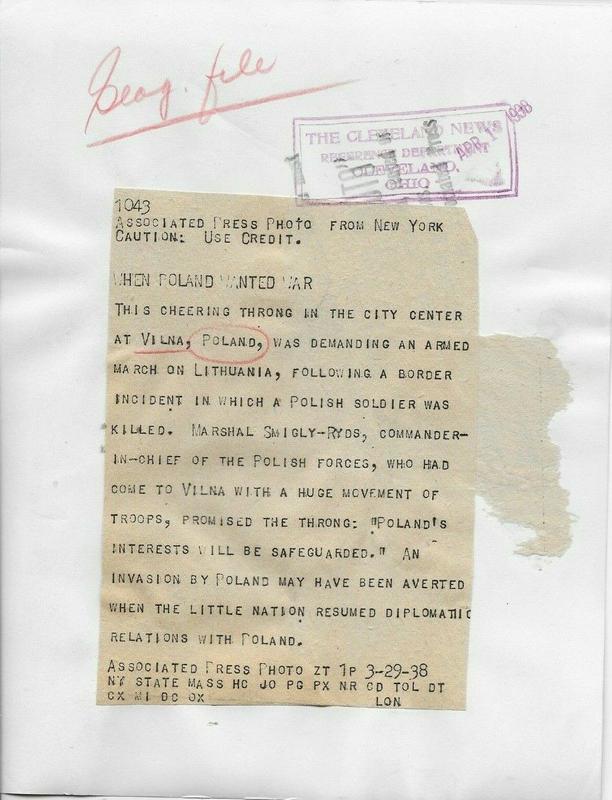 Geog. file
THE CLEVELAND NEWS
REFERENCE DEPARTMENT
CLEVELAND,
OHIO
APR 1 1938
1043
ASSOCIATED PRESS PHOTO FROM NEW YORK
CAUTION: USE CREDIT.
WHEN POLAND WANTED WAR
THIS CHEERING THRONG IN THE CITY CENTER
AT VILNA, POLAND, WAS DEMANDING AN ARMED
MARCH ON LITHUANIA, FOLLOWING A BORDER
INCIDENT IN WHICH A POLISH SOLDIER WAS
KILLED. MARSHAL SMIGLY-RYDS, COMMANDER-
IN-CHIEF OF THE POLISH FORCES, WHO HAD
COME TO VILNA WITH A HUGE MOVEMENT OF
TROOPS, PROMISED THE THRONG: "POLAND'S
INTERESTS WILL BE SAFEGUARDED." AN
INVASION BY POLAND MAY HAVE BEEN AVERTED
WHEN THE LITTLE NATION RESUMED DIPLOMATIC
RELATIONS WITH POLAND.
ASSOCIATED PRESS PHOTO ZT 1P 3-29-38
NY STATE MASS HC JO PG PX NR CD TOL DT
CX MI DC OX LON